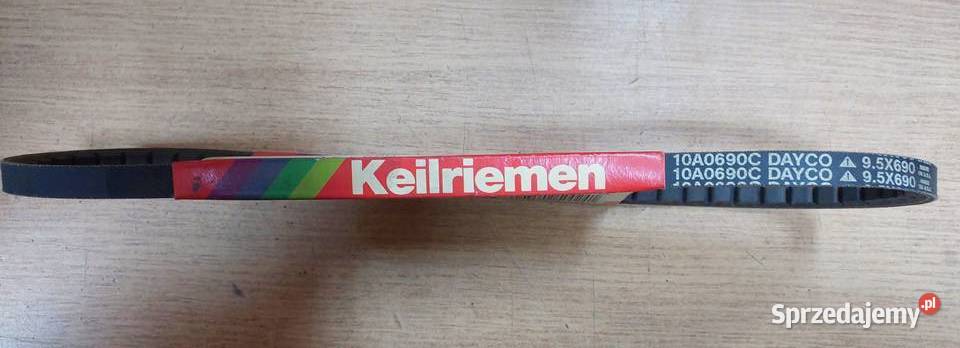 Keilriemen
10A0690C DAYCO ⚠ 9.5X690
10A0690C DAYCO ⚠ 9.5X690
Sprzedajemy.pl